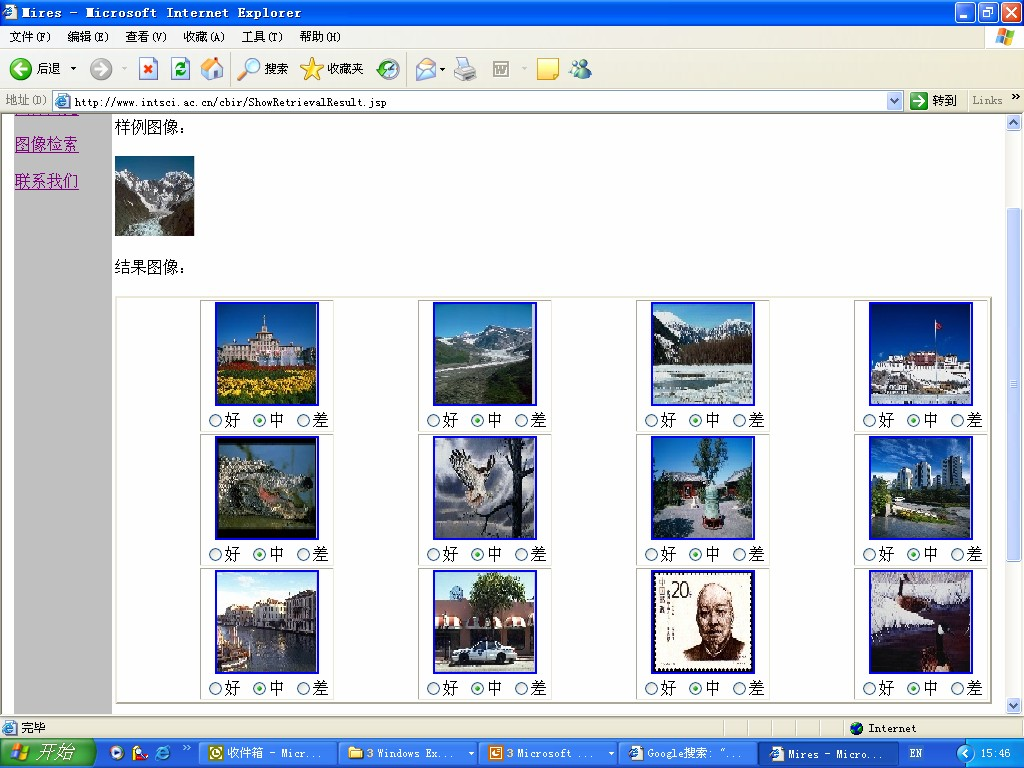 Mires - Microsoft Internet Explorer
文件(F) 编辑(E) 查看(V) 收藏(A) 工具(T) 帮助(H)
后退 搜索 收藏夹
地址(D) http://www.intsci.ac.cn/cbir/ShowRetrievalResult.jsp 转到 Links »
样例图像:
图像检索
联系我们
结果图像:
好 中 差 好 中 差 好 中 差 好 中 差
好 中 差 好 中 差 好 中 差 好 中 差
20
中国邮政
好 中 差 好 中 差 好 中 差 好 中 差
完毕 Internet
开始 » 收件箱 - Micr... 3 Windows Ex... 3 Microsoft ... Google搜索: "... Mires - Micro... EN 15:46